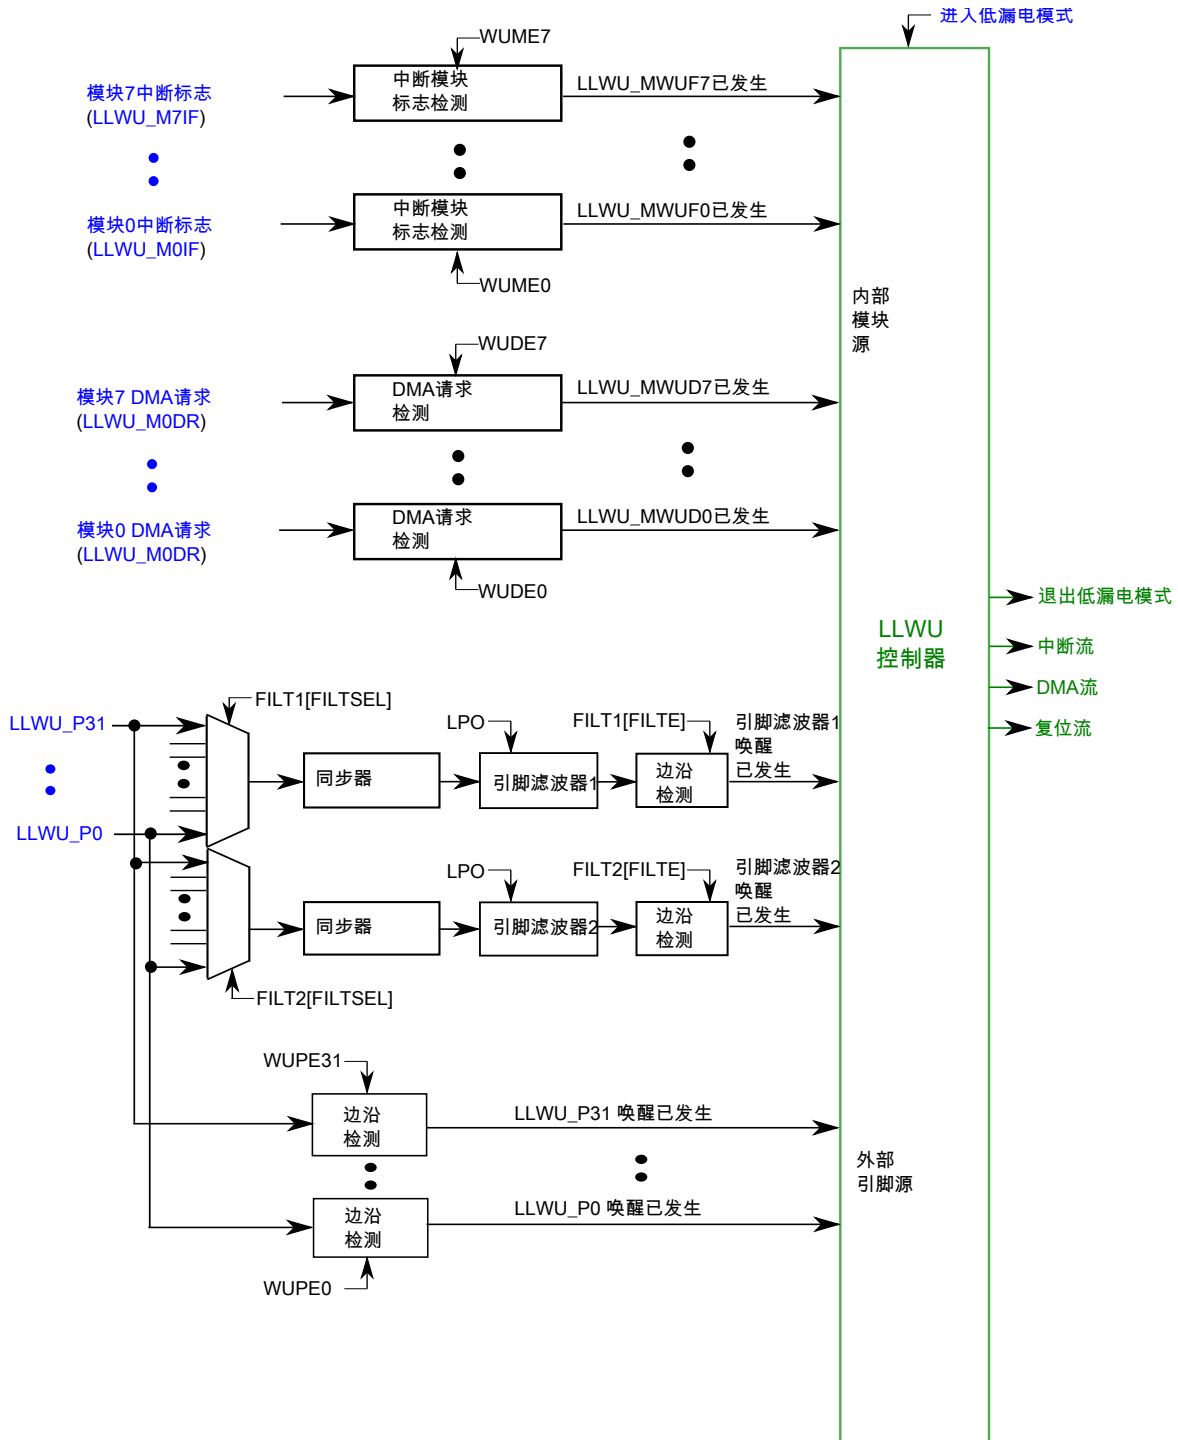 进入低漏电模式
WUME7
模块7中断标志
(LLWU_M7IF)
中断模块
标志检测
LLWU_MWUF7已发生
模块0中断标志
(LLWU_M0IF)
中断模块
标志检测
LLWU_MWUF0已发生
WUME0
内部
模块
源
WUDE7
模块7 DMA请求
(LLWU_M0DR)
DMA请求
检测
LLWU_MWUD7已发生
模块0 DMA请求
(LLWU_M0DR)
DMA请求
检测
LLWU_MWUD0已发生
WUDE0
LLWU
控制器
退出低漏电模式
中断流
DMA流
复位流
LLWU_P31
LLWU_P0
FILT1[FILTSEL]
同步器
LPO
引脚滤波器1
FILT1[FILTE]
边沿
检测
引脚滤波器1
唤醒
已发生
同步器
LPO
引脚滤波器2
FILT2[FILTE]
边沿
检测
引脚滤波器2
唤醒
已发生
FILT2[FILTSEL]
WUPE31
边沿
检测
LLWU_P31 唤醒已发生
外部
引脚源
边沿
检测
LLWU_P0 唤醒已发生
WUPE0